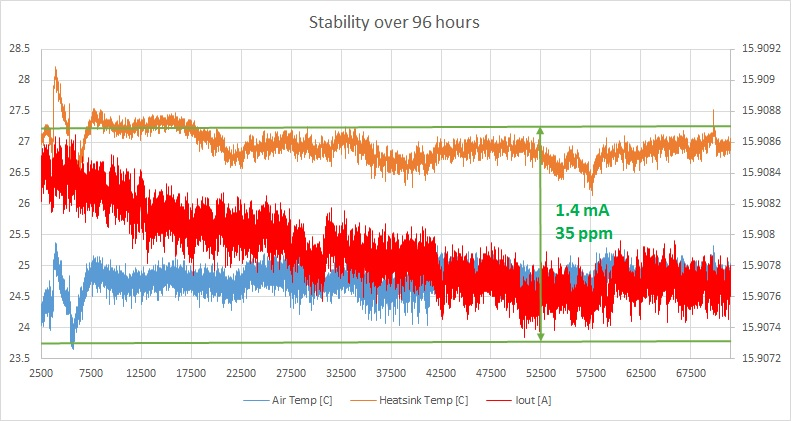 Stability over 96 hours
28.5 15.9092
28 15.909
27.5 15.9088
27 15.9086
26.5 15.9084
26 15.9082
25.5 15.908
25 15.9078
24.5 15.9076
24 15.9074
23.5 15.9072
1.4 mA
35 ppm
2500 7500 12500 17500 22500 27500 32500 37500 42500 47500 52500 57500 62500 67500
Air Temp [C] Heatsink Temp [C] Iout [A]